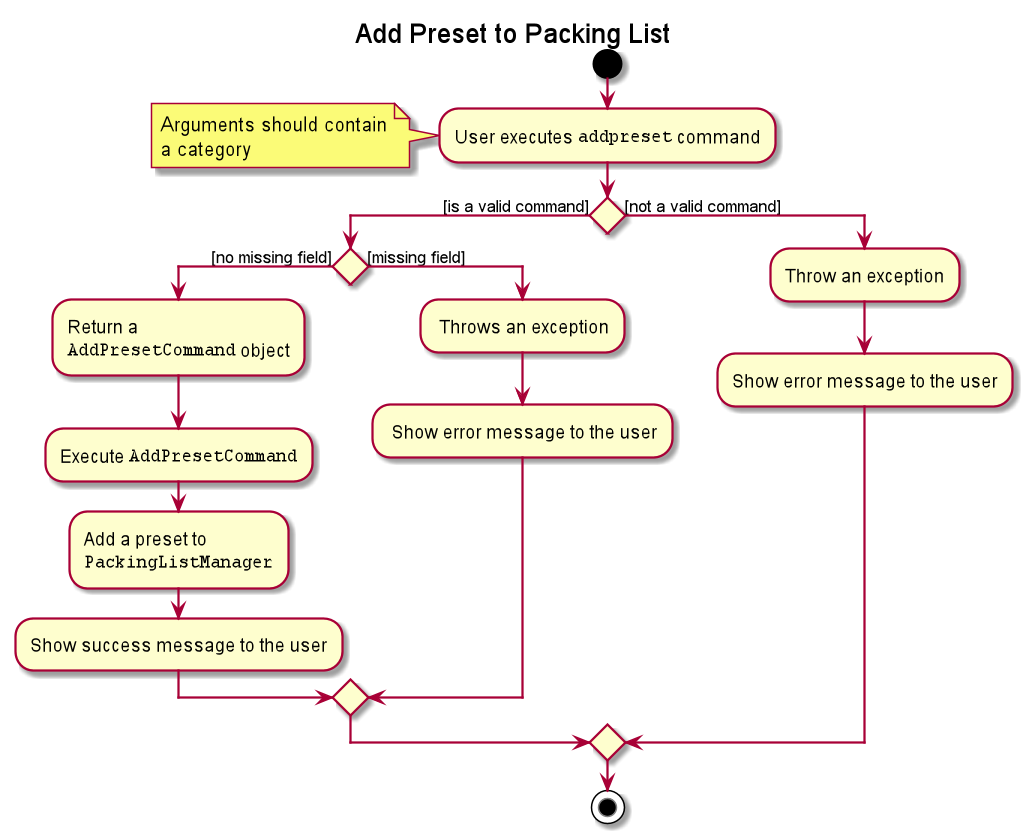 Add Preset to Packing List
Arguments should contain
a category
User executes addpreset command
[is a valid command]
[not a valid command]
[no missing field]
[missing field]
Throw an exception
Return a
AddPresetCommand object
Throws an exception
Show error message to the user
Show error message to the user
Execute AddPresetCommand
Add a preset to
PackingListManager
Show success message to the user